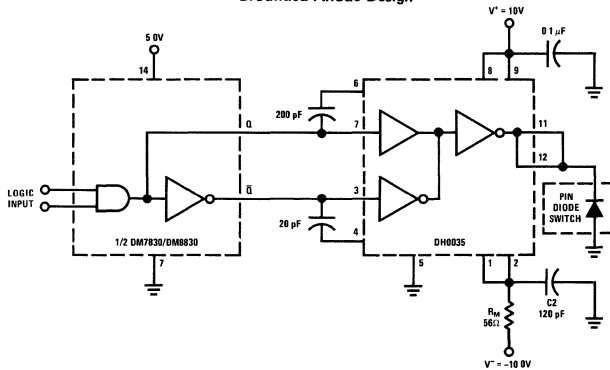 Grounded Anode Design
V+ = 10V
5 0V
0 1 μF
14
8
9
6
200 pF
Q
7
11
12
LOGIC
INPUT
Q̅
3
PIN
DIODE
SWITCH
20 pF
4
1/2 DM7830/DM8830
DH0035
7
5
1
2
C2
120 pF
RM
56Ω
V− = −10 0V